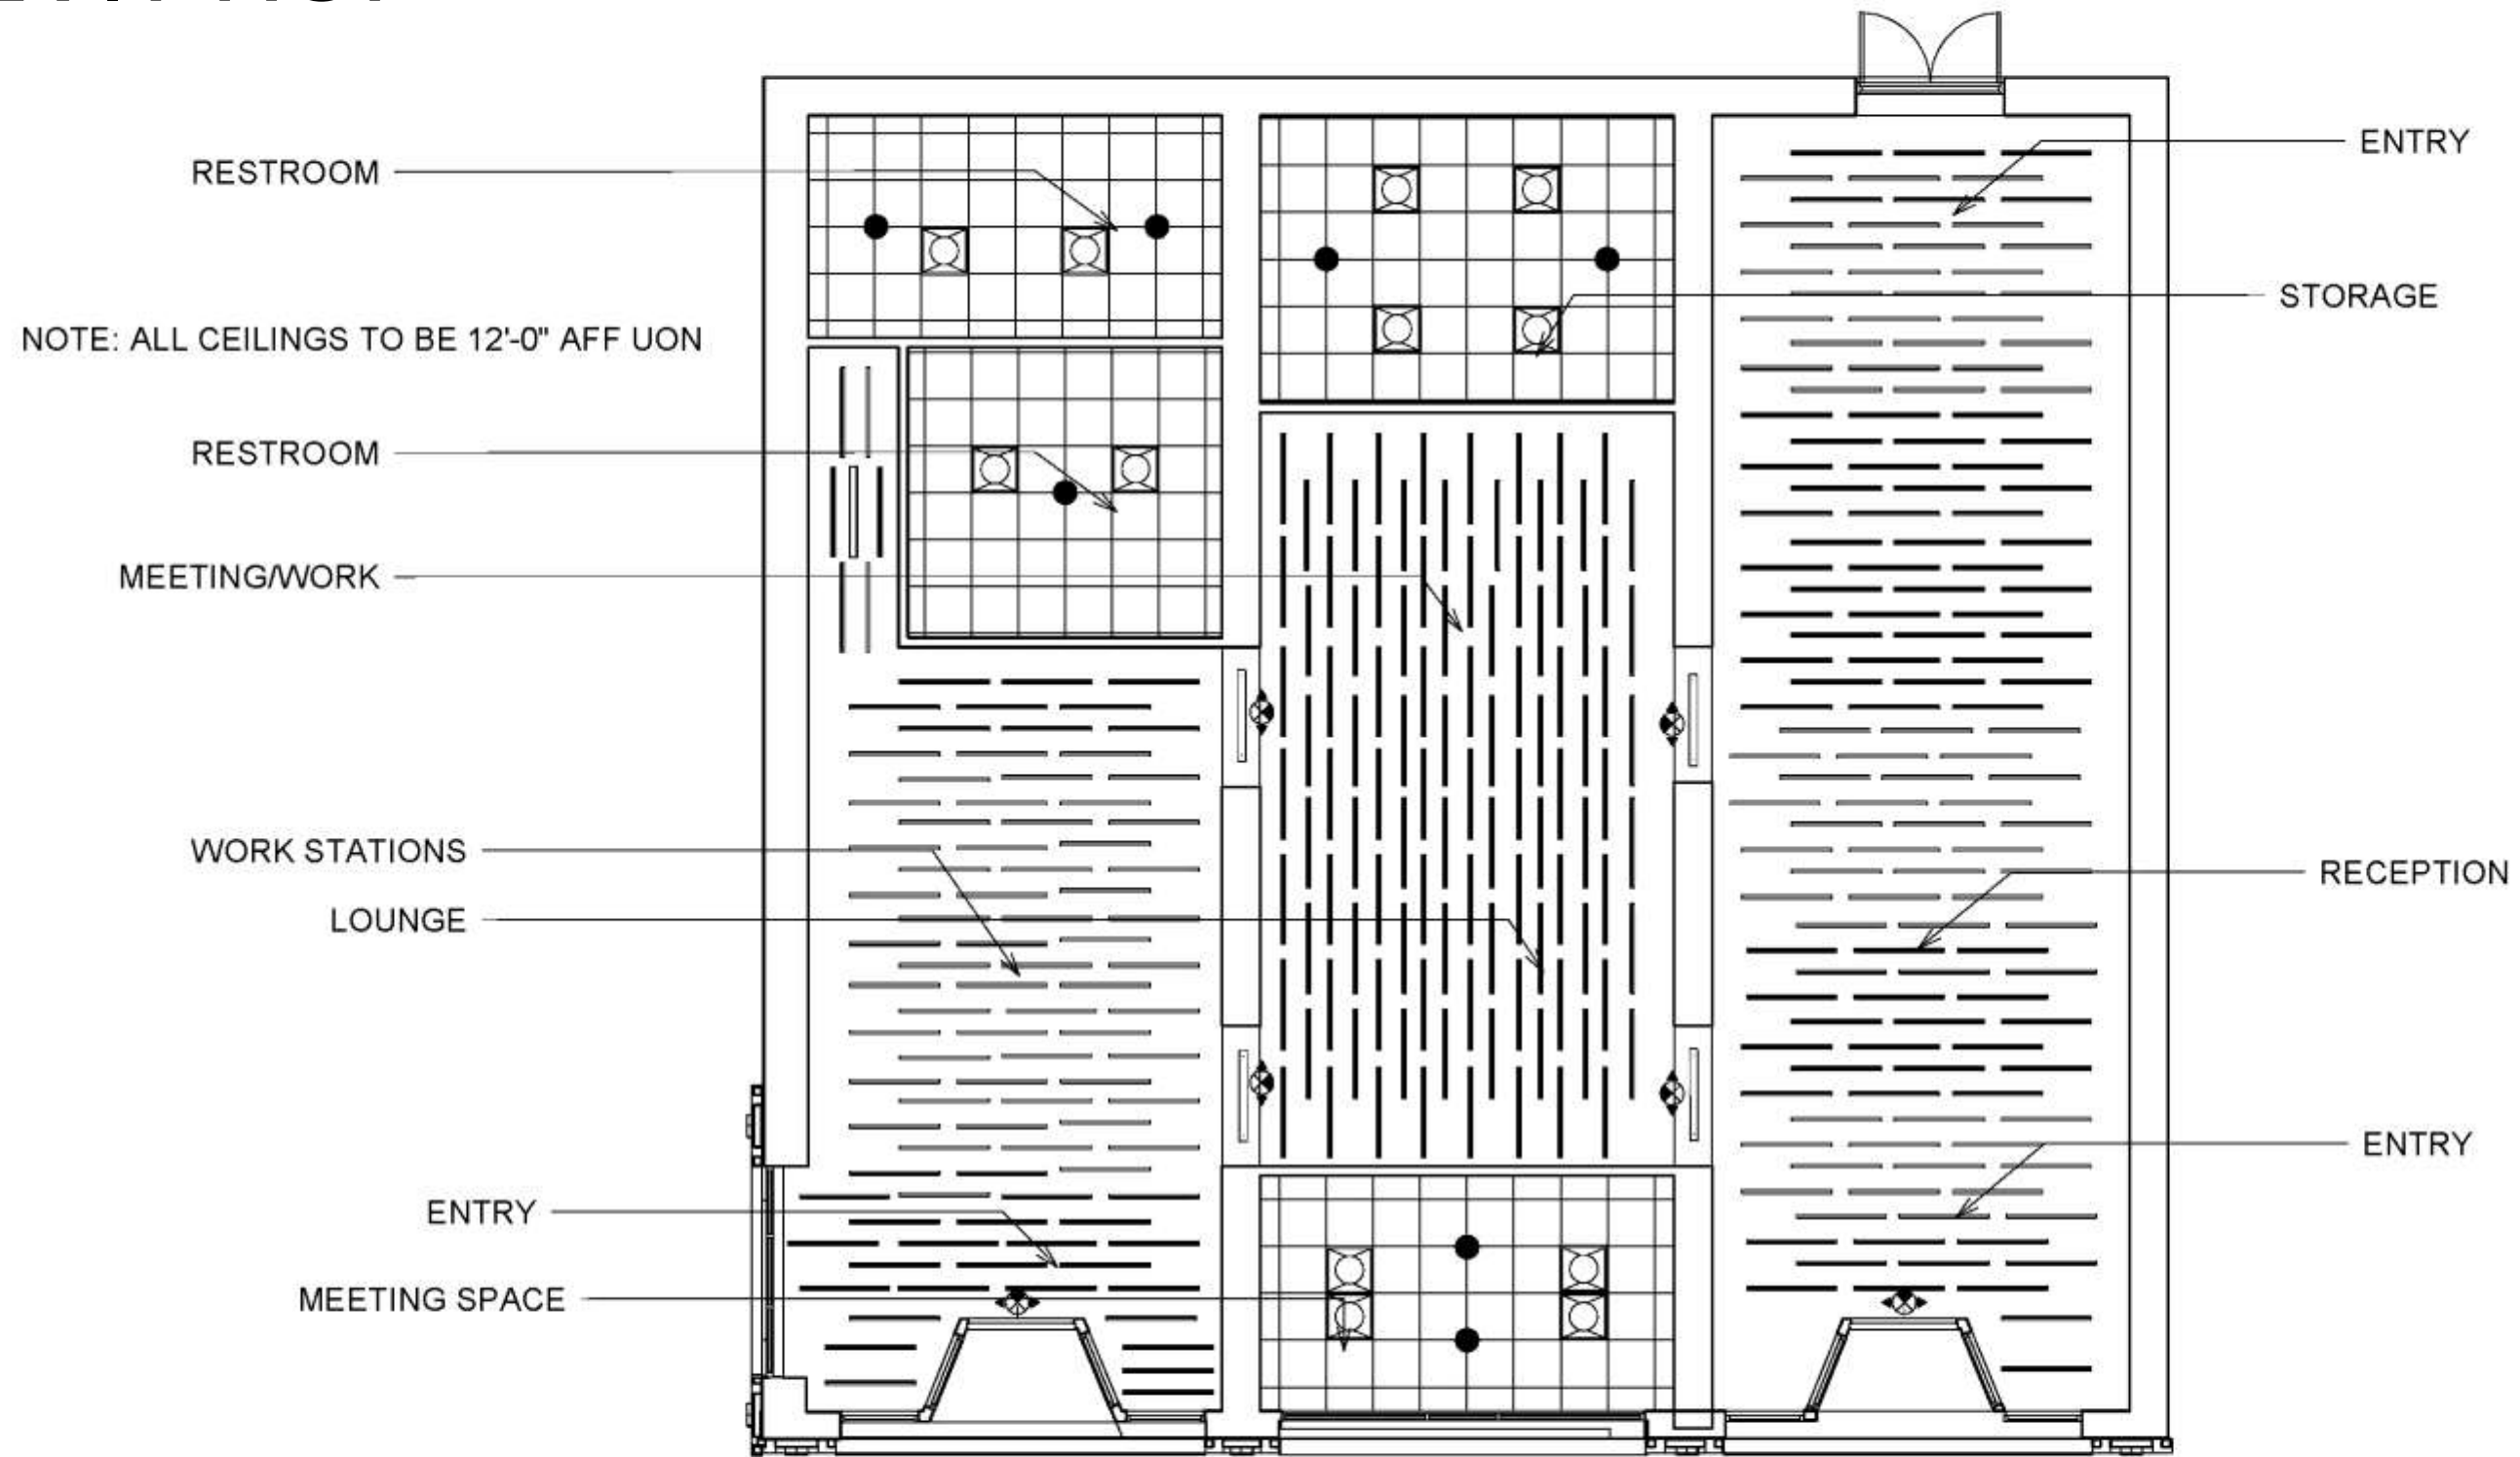 RESTROOM
ENTRY
STORAGE
NOTE: ALL CEILINGS TO BE 12'-0" AFF UON
RESTROOM
MEETING/WORK
WORK STATIONS
RECEPTION
LOUNGE
ENTRY
ENTRY
MEETING SPACE